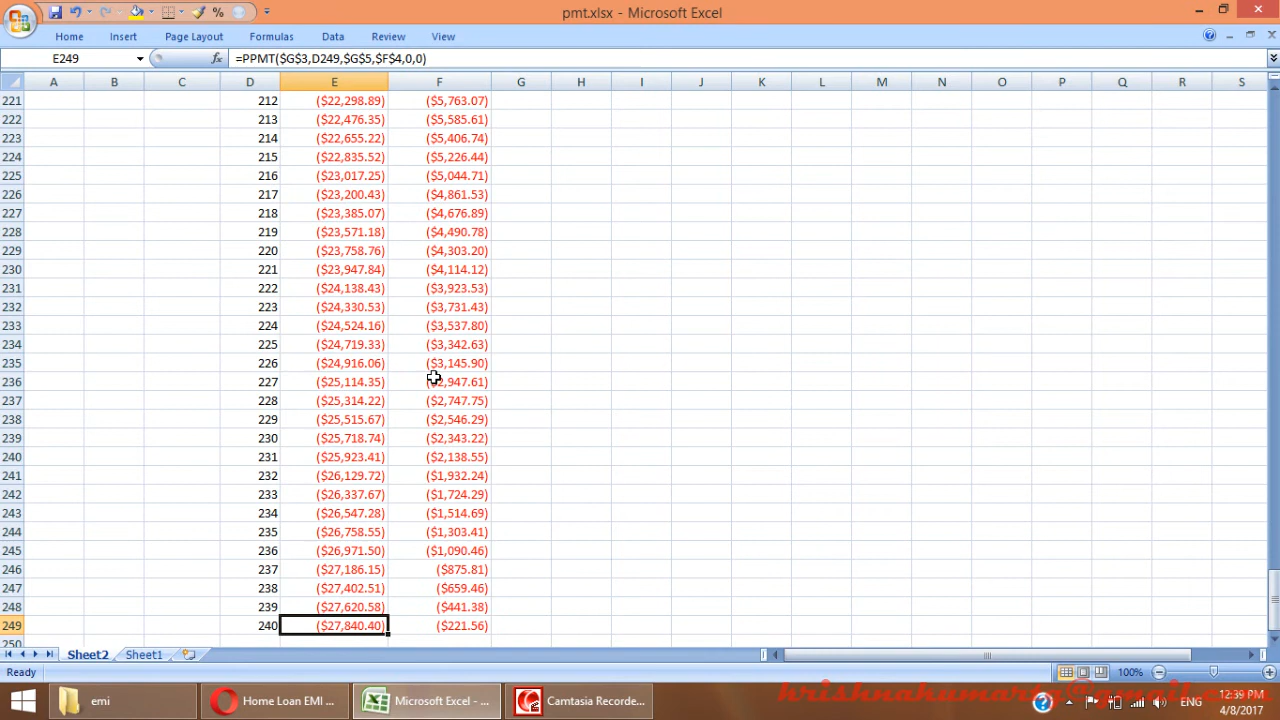 pmt.xlsx - Microsoft Excel
Home Insert Page Layout Formulas Data Review View
E249 fx =PPMT($G$3,D249,$G$5,$F$4,0,0)
A B C D E F G H I J K L M N O P Q R S
221 212 ($22,298.89) ($5,763.07)
222 213 ($22,476.35) ($5,585.61)
223 214 ($22,655.22) ($5,406.74)
224 215 ($22,835.52) ($5,226.44)
225 216 ($23,017.25) ($5,044.71)
226 217 ($23,200.43) ($4,861.53)
227 218 ($23,385.07) ($4,676.89)
228 219 ($23,571.18) ($4,490.78)
229 220 ($23,758.76) ($4,303.20)
230 221 ($23,947.84) ($4,114.12)
231 222 ($24,138.43) ($3,923.53)
232 223 ($24,330.53) ($3,731.43)
233 224 ($24,524.16) ($3,537.80)
234 225 ($24,719.33) ($3,342.63)
235 226 ($24,916.06) ($3,145.90)
236 227 ($25,114.35) ($2,947.61)
237 228 ($25,314.22) ($2,747.75)
238 229 ($25,515.67) ($2,546.29)
239 230 ($25,718.74) ($2,343.22)
240 231 ($25,923.41) ($2,138.55)
241 232 ($26,129.72) ($1,932.24)
242 233 ($26,337.67) ($1,724.29)
243 234 ($26,547.28) ($1,514.69)
244 235 ($26,758.55) ($1,303.41)
245 236 ($26,971.50) ($1,090.46)
246 237 ($27,186.15) ($875.81)
247 238 ($27,402.51) ($659.46)
248 239 ($27,620.58) ($441.38)
249 240 ($27,840.40) ($221.56)
250
Sheet2 Sheet1
Ready 100%
emi Home Loan EMI ... Microsoft Excel - ... Camtasia Recorde... ENG 12:39 PM
4/8/2017